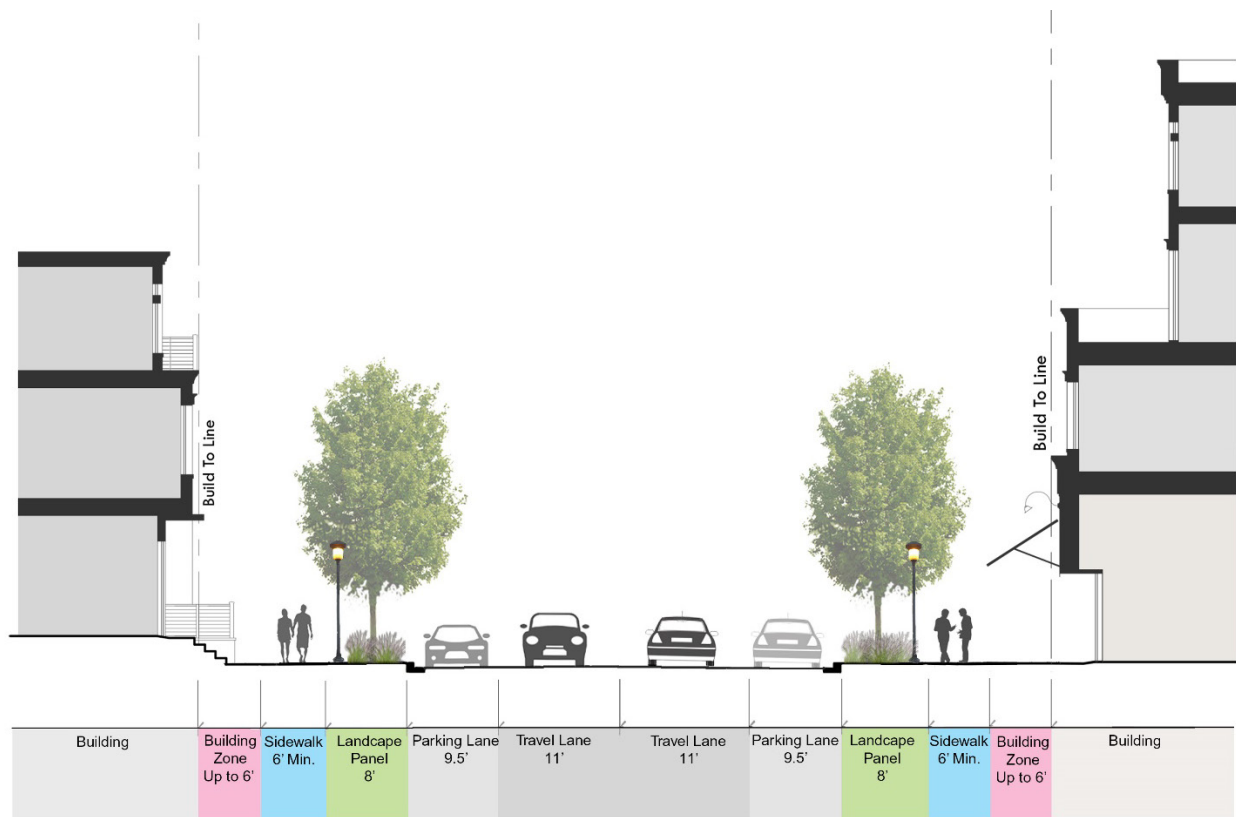 Build To Line
Build To Line
Building
Building
Zone
Up to 6'
Sidewalk
6' Min.
Landcape
Panel
8'
Parking Lane
9.5'
Travel Lane
11'
Travel Lane
11'
Parking Lane
9.5'
Landcape
Panel
8'
Sidewalk
6' Min.
Building
Zone
Up to 6'
Building